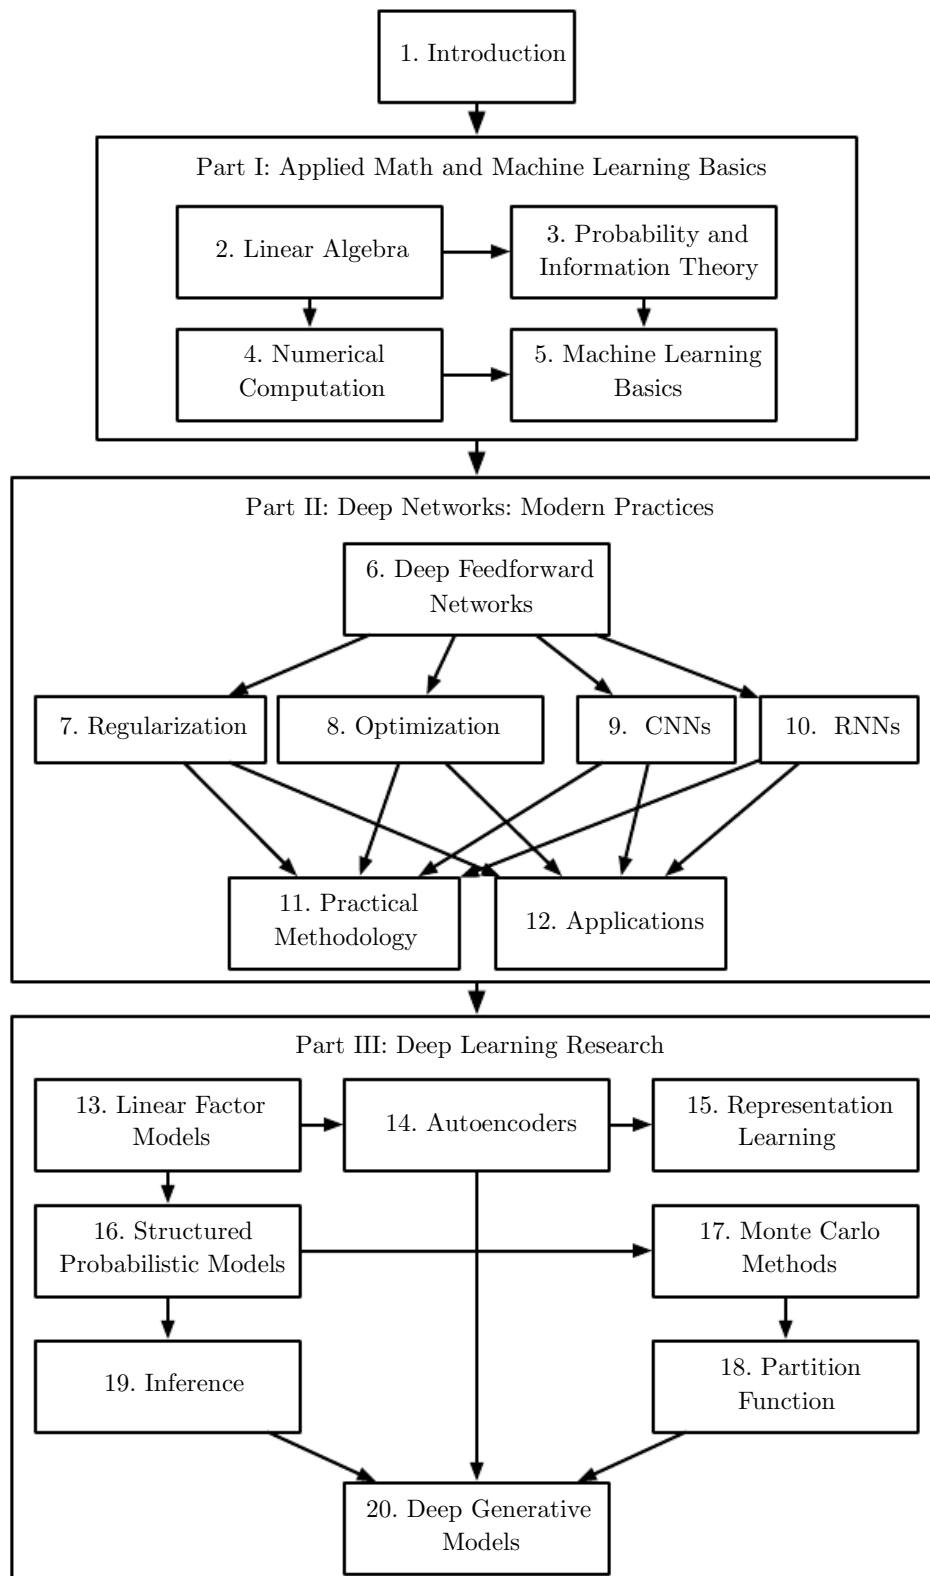 1. Introduction
Part I: Applied Math and Machine Learning Basics
2. Linear Algebra
3. Probability and
Information Theory
4. Numerical
Computation
5. Machine Learning
Basics
Part II: Deep Networks: Modern Practices
6. Deep Feedforward
Networks
7. Regularization
8. Optimization
9. CNNs
10. RNNs
11. Practical
Methodology
12. Applications
Part III: Deep Learning Research
13. Linear Factor
Models
14. Autoencoders
15. Representation
Learning
16. Structured
Probabilistic Models
17. Monte Carlo
Methods
19. Inference
18. Partition
Function
20. Deep Generative
Models